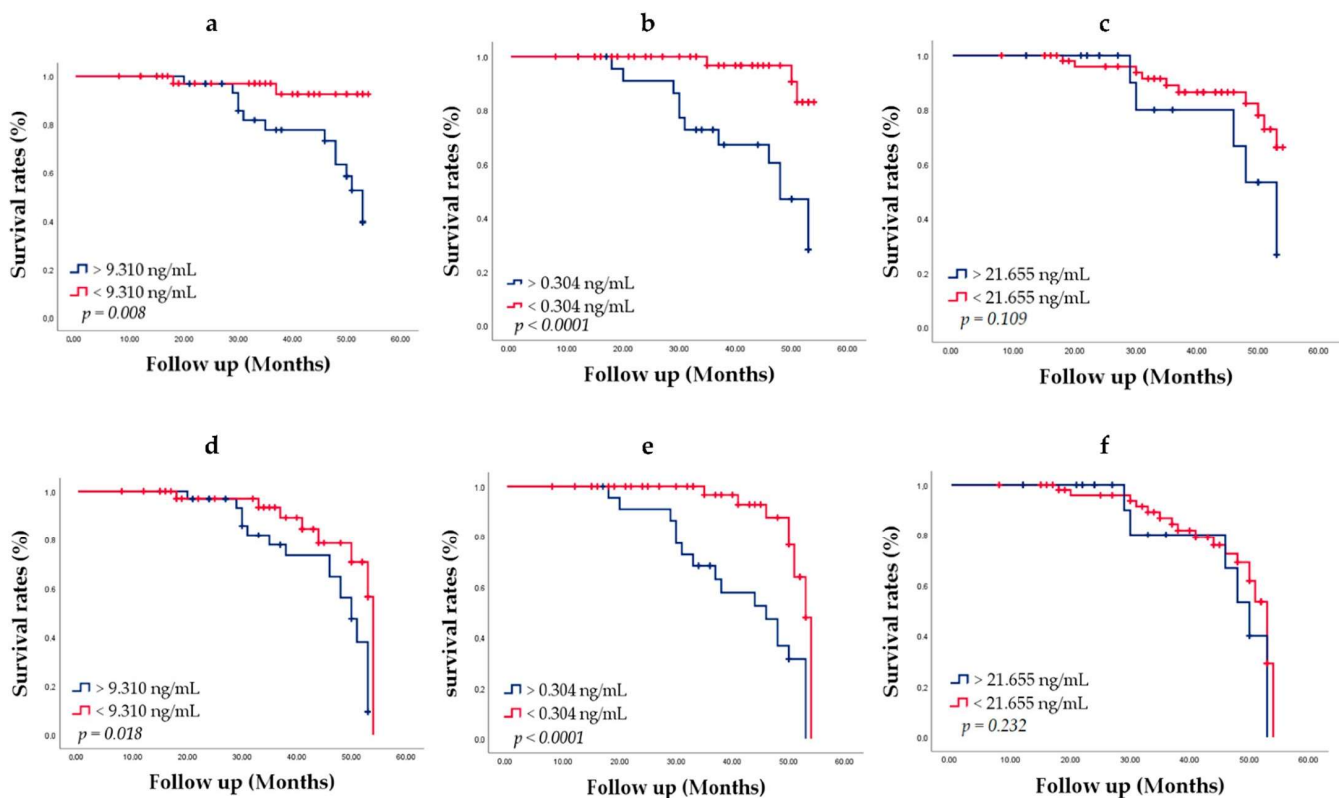 a
Survival rates (%)
1.0
0.8
0.6
0.4
0.2
0,0
> 9.310 ng/mL
< 9.310 ng/mL
p = 0.008
0.00 10.00 20.00 30.00 40.00 50.00 60.00
Follow up (Months)
b
Survival rates (%)
1.0
0.8
0.6
0.4
0.2
0.0
> 0.304 ng/mL
< 0.304 ng/mL
p < 0.0001
0.00 10.00 20.00 30.00 40.00 50.00 60.00
Follow up (Months)
c
Survival rates (%)
1.0
0.8
0.6
0.4
0.2
0.0
> 21.655 ng/mL
< 21.655 ng/mL
p = 0.109
0.00 10.00 20.00 30.00 40.00 50.00 60.00
Follow up (Months)
d
Survival rates (%)
1.0
0.8
0.6
0.4
0.2
0.0
> 9.310 ng/mL
< 9.310 ng/mL
p = 0.018
0.00 10.00 20.00 30.00 40.00 50.00 60.00
Follow up (Months)
e
survival rates (%)
1.0
0.8
0.6
0.4
0.2
0.0
> 0.304 ng/mL
< 0.304 ng/mL
p < 0.0001
0.00 10.00 20.00 30.00 40.00 50.00 60.00
Follow up (Months)
f
Survival rates (%)
1.0
0.8
0.6
0.4
0.2
0.0
> 21.655 ng/mL
< 21.655 ng/mL
p = 0.232
0.00 10.00 20.00 30.00 40.00 50.00 60.00
Follow up (Months)